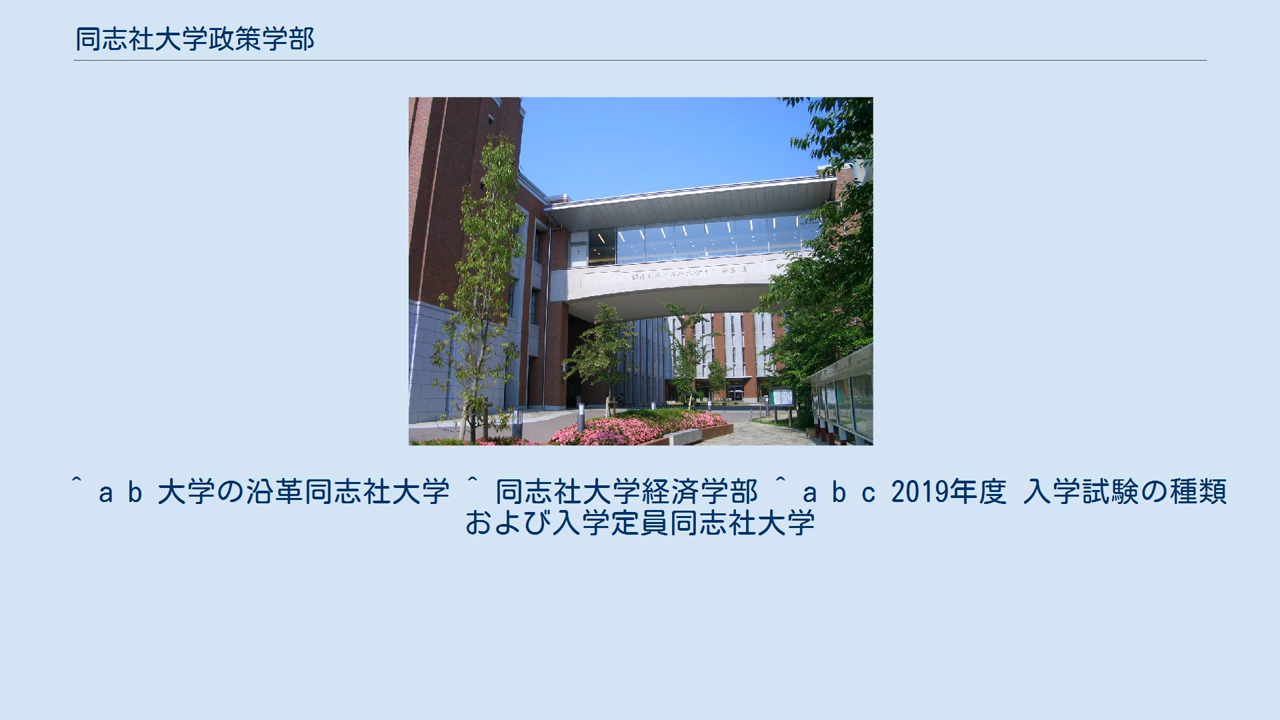 同志社大学政策学部
^ a b 大学の沿革同志社大学 ^ 同志社大学経済学部 ^ a b c 2019年度 入学試験の種類
および入学定員同志社大学